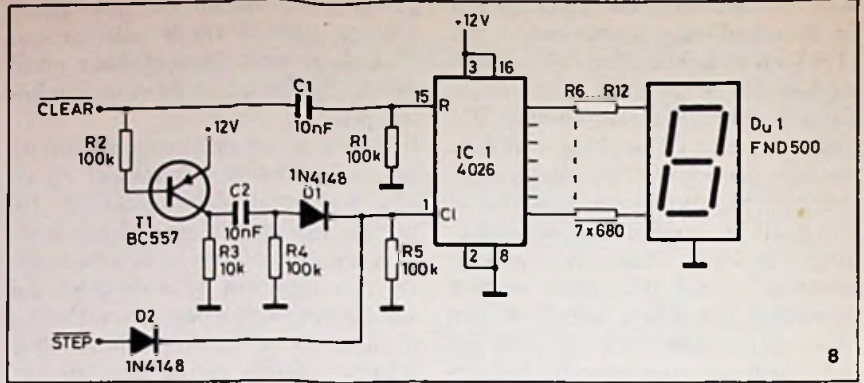 +12V
3 16
CLEAR
C1
10nF
15 R
R6...R12
R2
100k
+12V
R1
100k
IC 1
4026
Du 1
FND500
C2
10nF
1N4148
D1
1 Cl
T1
BC557
R3
10k
R4
100k
R5
100k
2 8
7x680
STEP
D2
1N4148
8